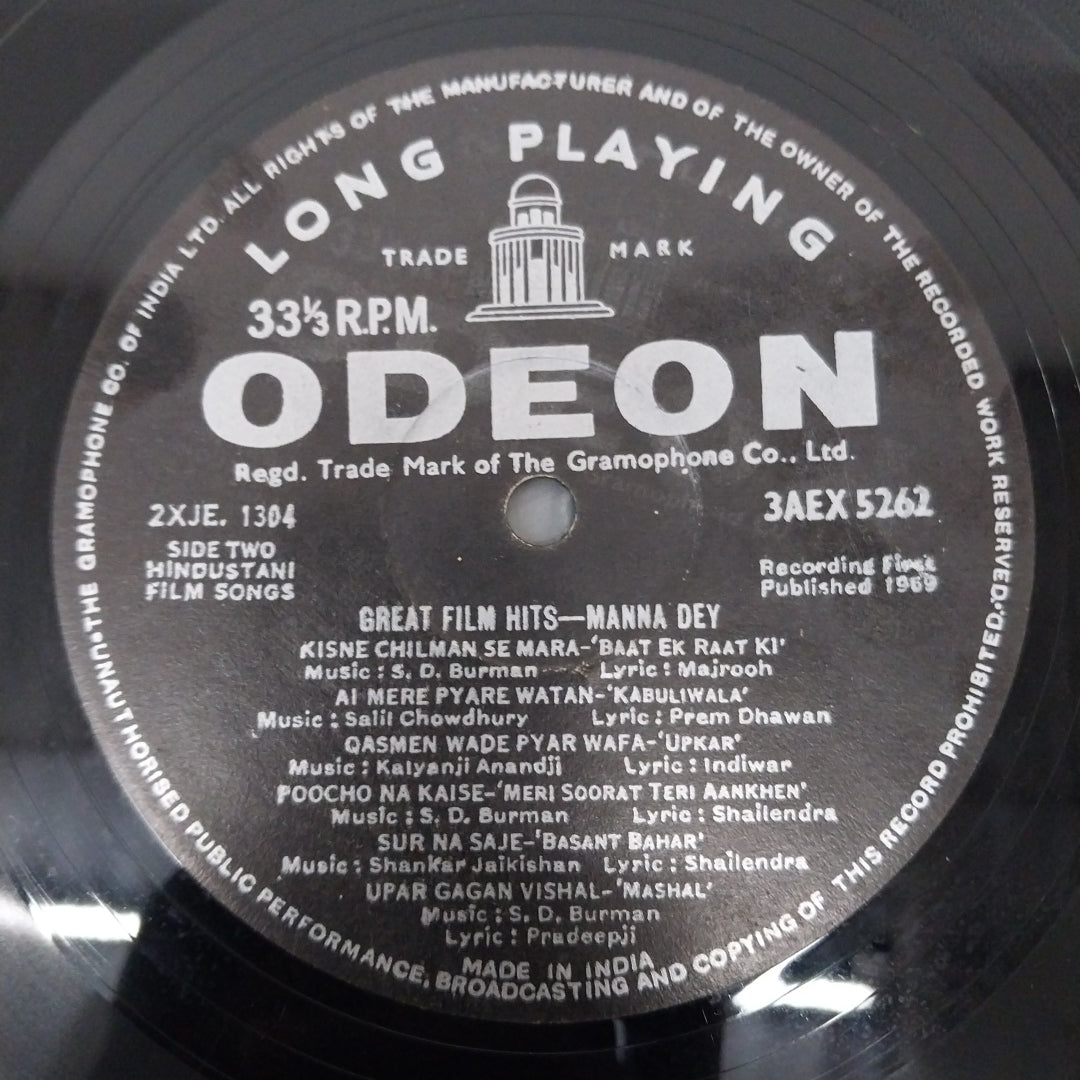 THE GRAMOPHONE CO. OF INDIA LTD. ALL RIGHTS OF THE MANUFACTURER AND OF THE OWNER OF THE RECORDED WORK RESERVED. UNAUTHORISED PUBLIC PERFORMANCE, BROADCASTING AND COPYING OF THIS RECORD PROHIBITED.
LONG PLAYING
TRADE MARK
33⅓ R.P.M.
ODEON
Regd. Trade Mark of The Gramophone Co., Ltd.
2XJE. 1304
3AEX 5262
SIDE TWO
HINDUSTANI
FILM SONGS
Recording First
Published 1969
GREAT FILM HITS—MANNA DEY
KISNE CHILMAN SE MARA-'BAAT EK RAAT KI'
Music : S. D. Burman Lyric : Majrooh
AI MERE PYARE WATAN-'KABULIWALA'
Music : Salil Chowdhury Lyric : Prem Dhawan
QASMEN WADE PYAR WAFA-'UPKAR'
Music : Kalyanji Anandji Lyric : Indiwar
POOCHO NA KAISE-'MERI SOORAT TERI AANKHEN'
Music : S. D. Burman Lyric : Shailendra
SUR NA SAJE-'BASANT BAHAR'
Music : Shankar Jaikishan Lyric : Shailendra
UPAR GAGAN VISHAL-'MASHAL'
Music : S. D. Burman
Lyric : Pradeepji
MADE IN INDIA